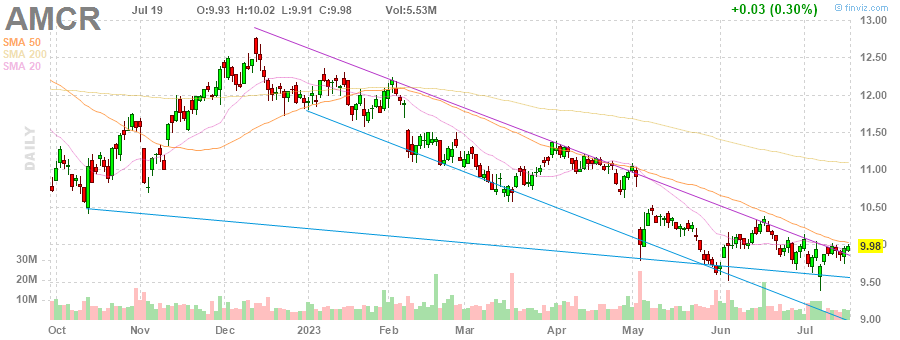 AMCR
Jul 19 O:9.93 H:10.02 L:9.91 C:9.98 Vol:5.53M +0.03 (0.30%)
© finviz.com
SMA 50
SMA 200
SMA 20
DAILY
13.00
12.50
12.00
11.50
11.00
10.50
9.98
9.50
9.00
30M
20M
10M
Oct Nov Dec 2023 Feb Mar Apr May Jun Jul